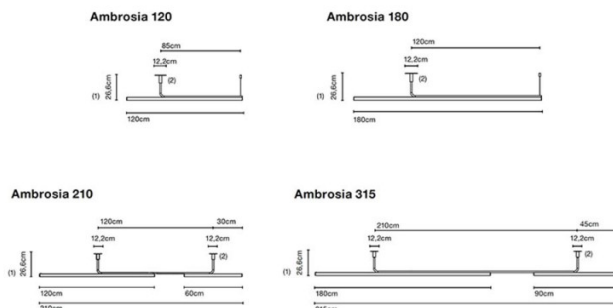 Ambrosia 120
85cm
12,2cm
(2)
(1)
26,6cm
120cm
Ambrosia 180
120cm
12,2cm
(2)
(1)
26,6cm
180cm
Ambrosia 210
120cm 30cm
12,2cm 12,2cm
(2)
(1)
26,6cm
120cm 60cm
210cm
Ambrosia 315
210cm 45cm
12,2cm 12,2cm
(2)
(1)
26,6cm
180cm 90cm
315cm